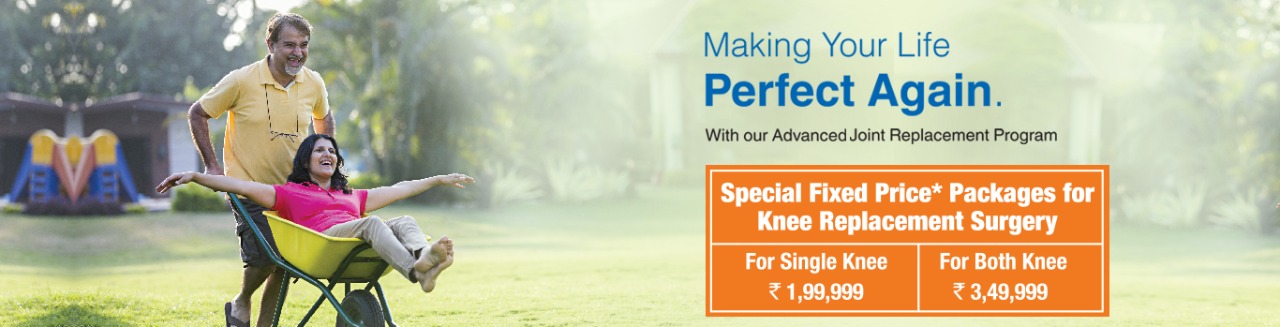 Making Your Life
Perfect Again.
With our Advanced Joint Replacement Program
Special Fixed Price* Packages for
Knee Replacement Surgery
For Single Knee
₹ 1,99,999
For Both Knee
₹ 3,49,999